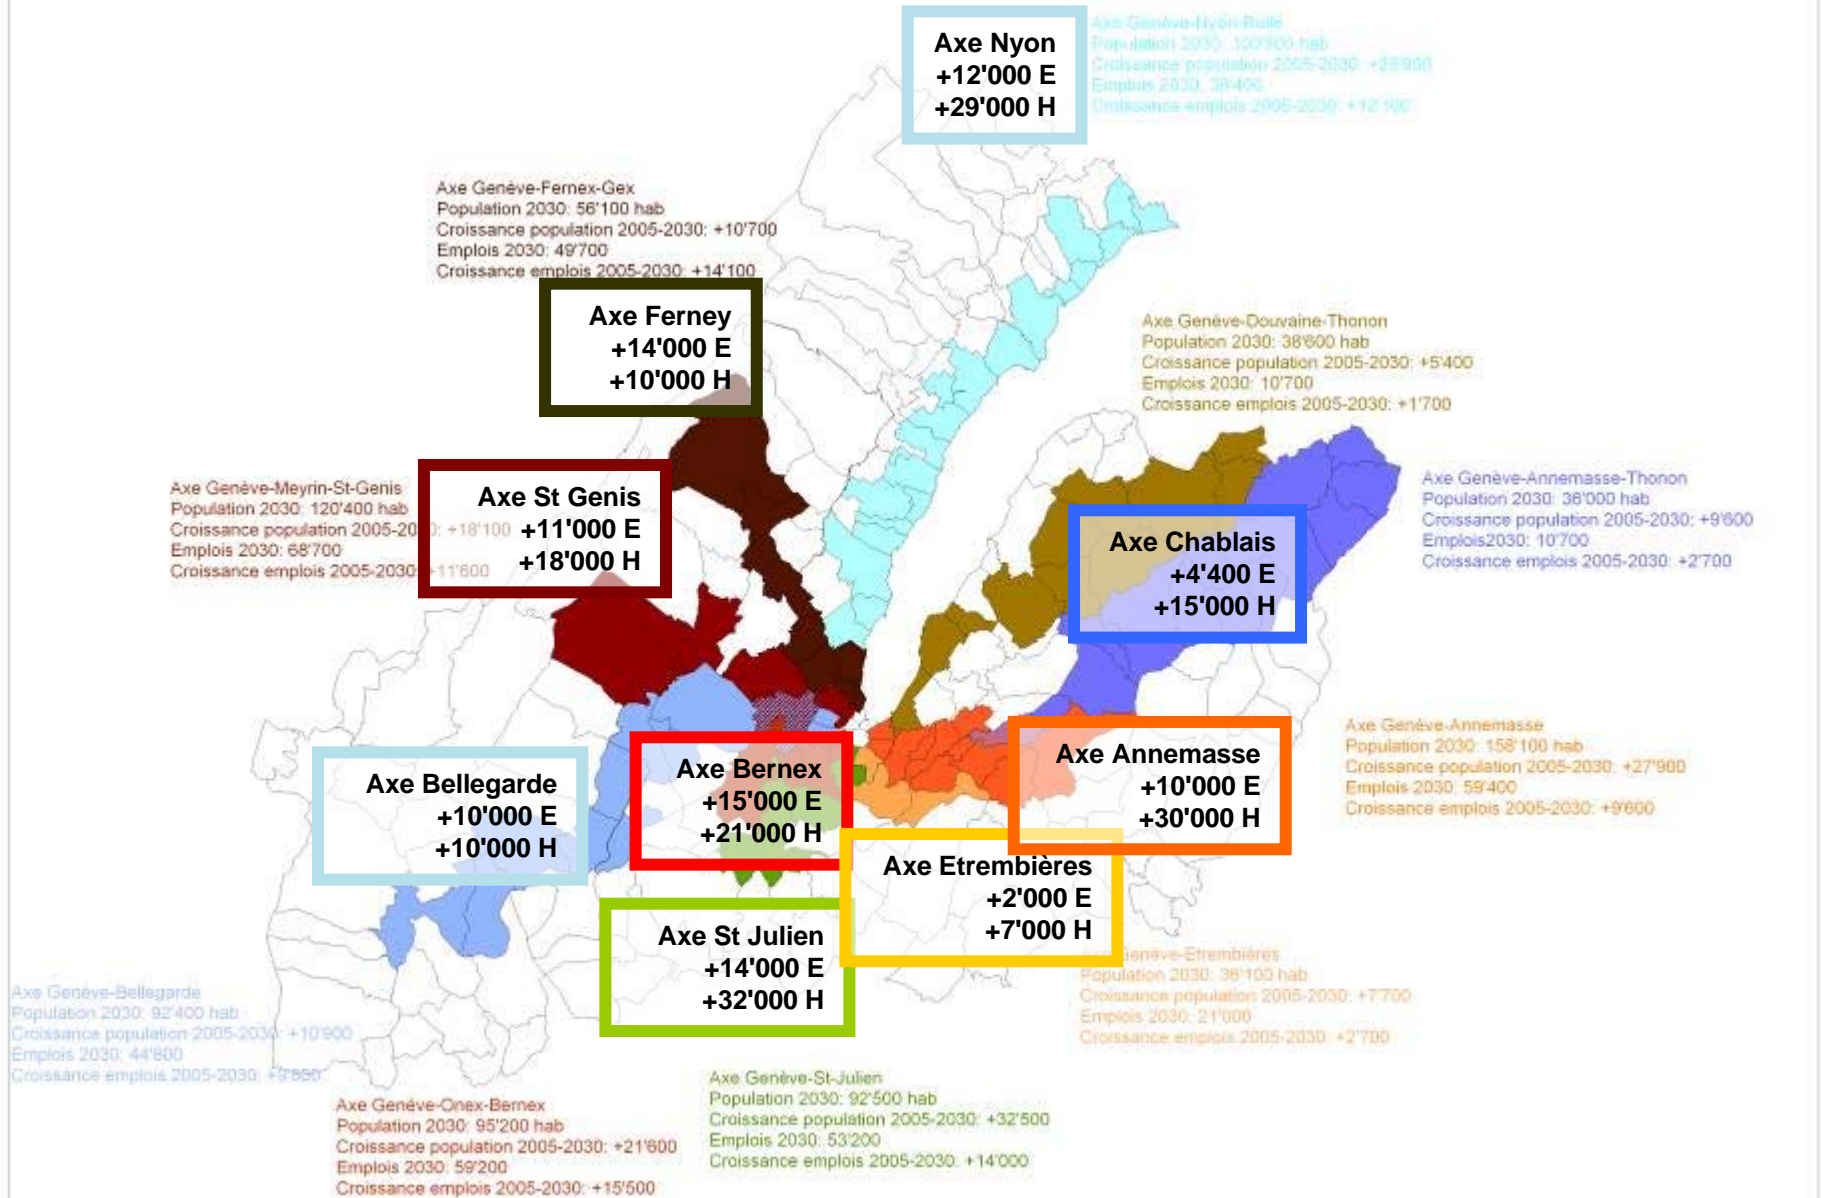 Axe Nyon
+12'000 E
+29'000 H
Axe Genève-Nyon-Rolle
Population 2030: 100'500 hab
Croissance population 2005-2030: +28'900
Emplois 2030: 38'400
Croissance emplois 2005-2030: +12'100
Axe Genève-Fernex-Gex
Population 2030: 56'100 hab
Croissance population 2005-2030: +10'700
Emplois 2030: 49'700
Croissance emplois 2005-2030: +14'100
Axe Ferney
+14'000 E
+10'000 H
Axe Genève-Douvaine-Thonon
Population 2030: 38'600 hab
Croissance population 2005-2030: +5'400
Emplois 2030: 10'700
Croissance emplois 2005-2030: +1'700
Axe Genève-Meyrin-St-Genis
Population 2030: 120'400 hab
Croissance population 2005-2030: +18'100
Emplois 2030: 68'700
Croissance emplois 2005-2030: +11'600
Axe St Genis
+11'000 E
+18'000 H
Axe Genève-Annemasse-Thonon
Population 2030: 36'000 hab
Croissance population 2005-2030: +9'600
Emplois2030: 10'700
Croissance emplois 2005-2030: +2'700
Axe Chablais
+4'400 E
+15'000 H
Axe Genève-Annemasse
Population 2030: 158'100 hab
Croissance population 2005-2030: +27'900
Emplois 2030: 59'400
Croissance emplois 2005-2030: +9'600
Axe Annemasse
+10'000 E
+30'000 H
Axe Bellegarde
+10'000 E
+10'000 H
Axe Bernex
+15'000 E
+21'000 H
Axe Etrembières
+2'000 E
+7'000 H
Axe St Julien
+14'000 E
+32'000 H
Axe Genève-Etrembières
Population 2030: 36'100 hab
Croissance population 2005-2030: +7'700
Emplois 2030: 21'000
Croissance emplois 2005-2030: +2'700
Axe Genève-Bellegarde
Population 2030: 92'400 hab
Croissance population 2005-2030: +10'900
Emplois 2030: 44'800
Croissance emplois 2005-2030:
Axe Genève-St-Julien
Population 2030: 92'500 hab
Croissance population 2005-2030: +32'500
Emplois 2030: 53'200
Croissance emplois 2005-2030: +14'000
Axe Genève-Onex-Bernex
Population 2030: 95'200 hab
Croissance population 2005-2030: +21'600
Emplois 2030: 59'200
Croissance emplois 2005-2030: +15'500